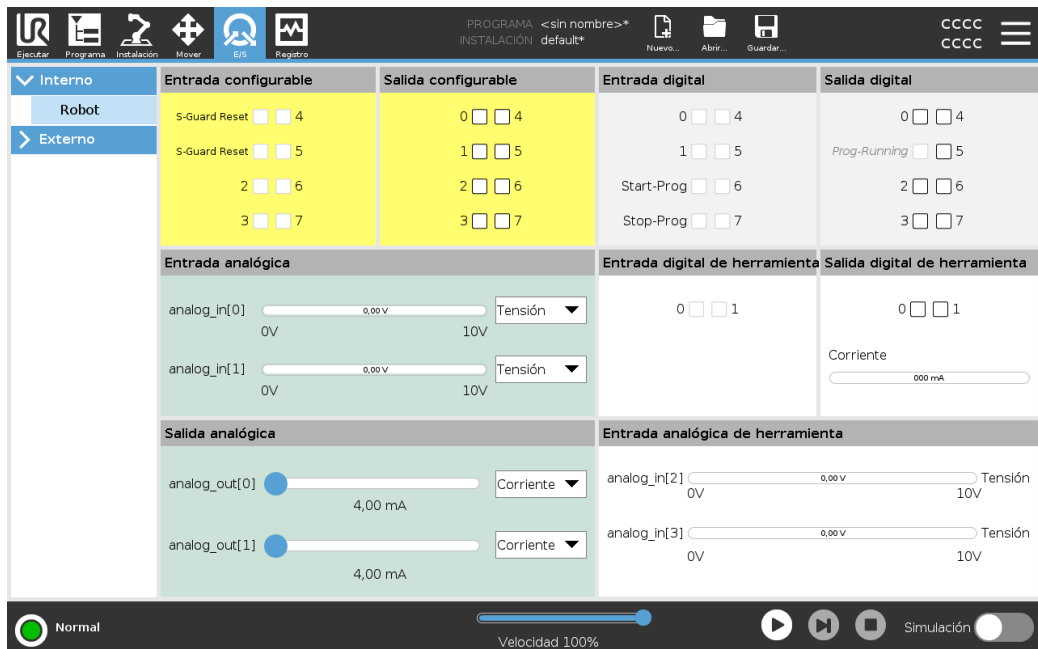 UR
PROGRAMA <sin nombre>*
INSTALACIÓN default*
CCCC
CCCC
Ejecutar Programa Instalación Mover E/S Registro
Nuevo... Abrir... Guardar...
Interno
Robot
Externo
Entrada configurable
S-Guard Reset 4
S-Guard Reset 5
2 6
3 7
Salida configurable
0 4
1 5
2 6
3 7
Entrada digital
0 4
1 5
Start-Prog 6
Stop-Prog 7
Salida digital
0 4
Prog-Running 5
2 6
3 7
Entrada analógica
analog_in[0] 0,00 V Tensión
0V 10V
analog_in[1] 0,00 V Tensión
0V 10V
Entrada digital de herramienta
0 1
Salida digital de herramienta
0 1
Corriente
000 mA
Salida analógica
analog_out[0] Corriente
4,00 mA
analog_out[1] Corriente
4,00 mA
Entrada analógica de herramienta
analog_in[2] 0,00 V Tensión
0V 10V
analog_in[3] 0,00 V Tensión
0V 10V
Normal
Velocidad 100%
Simulación